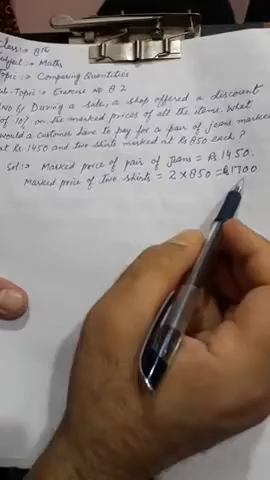 Class:→ 8th
Subject:→ Maths
Topic:→ Comparing Quantities
Sub-Topic:→ Exercise no 8.2
During a sale, a shop offered a discount
of 10% on the marked prices of all the items. What
would a customer have to pay for a pair of jeans marked
at Rs. 1450 and two shirts marked at Rs 850 each?
Sol:→ Marked price of pair of jeans = Rs. 1450.
Marked price of two shirts = 2 × 850 = Rs 1700